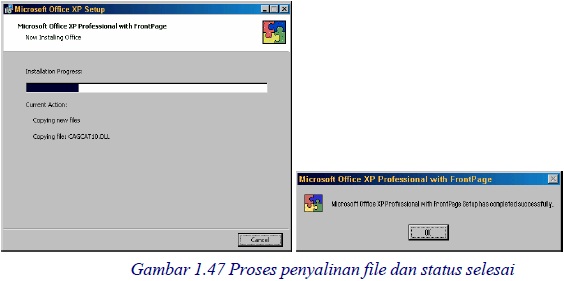 Microsoft Office XP Setup
Microsoft Office XP Professional with FrontPage
Now Installing Office
Installation Progress:
Current Action:
Copying new files
Copying file: CAGCAT10.DLL
Cancel
Microsoft Office XP Professional with FrontPage
Microsoft Office XP Professional with FrontPage Setup has completed successfully.
OK
Gambar 1.47 Proses penyalinan file dan status selesai